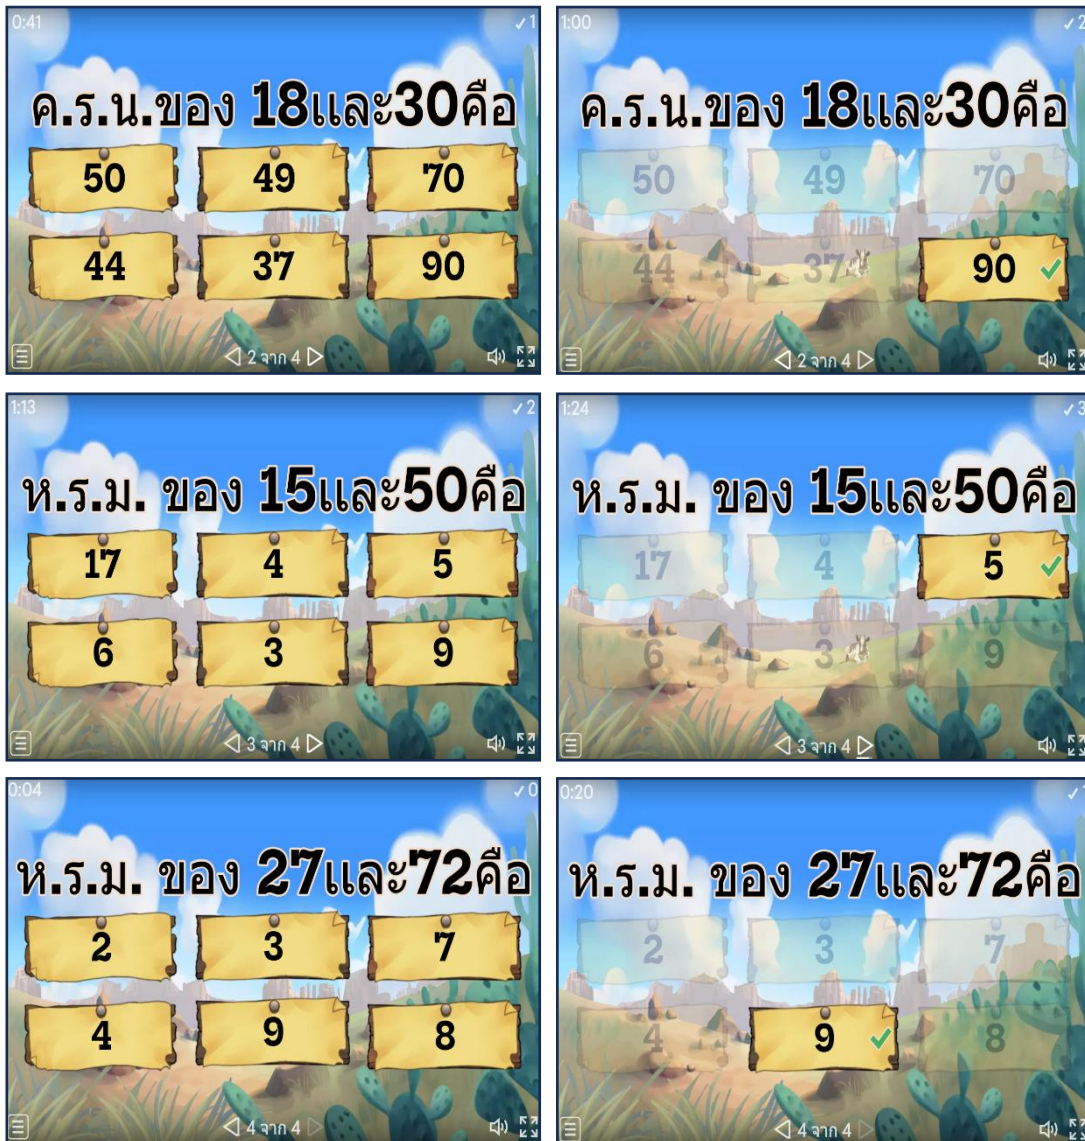 0:41
✓1
ค.ร.น.ของ 18และ30คือ
50 49 70
44 37 90
2 จาก 4
1:00
✓2
ค.ร.น.ของ 18และ30คือ
50 49 70
44 37 90 ✓
2 จาก 4
1:13
✓2
ห.ร.ม. ของ 15และ50คือ
17 4 5
6 3 9
3 จาก 4
1:24
✓3
ห.ร.ม. ของ 15และ50คือ
17 4 5 ✓
6 3 9
3 จาก 4
0:04
✓0
ห.ร.ม. ของ 27และ72คือ
2 3 7
4 9 8
4 จาก 4
0:20
✓1
ห.ร.ม. ของ 27และ72คือ
2 3 7
4 9 ✓ 8
4 จาก 4